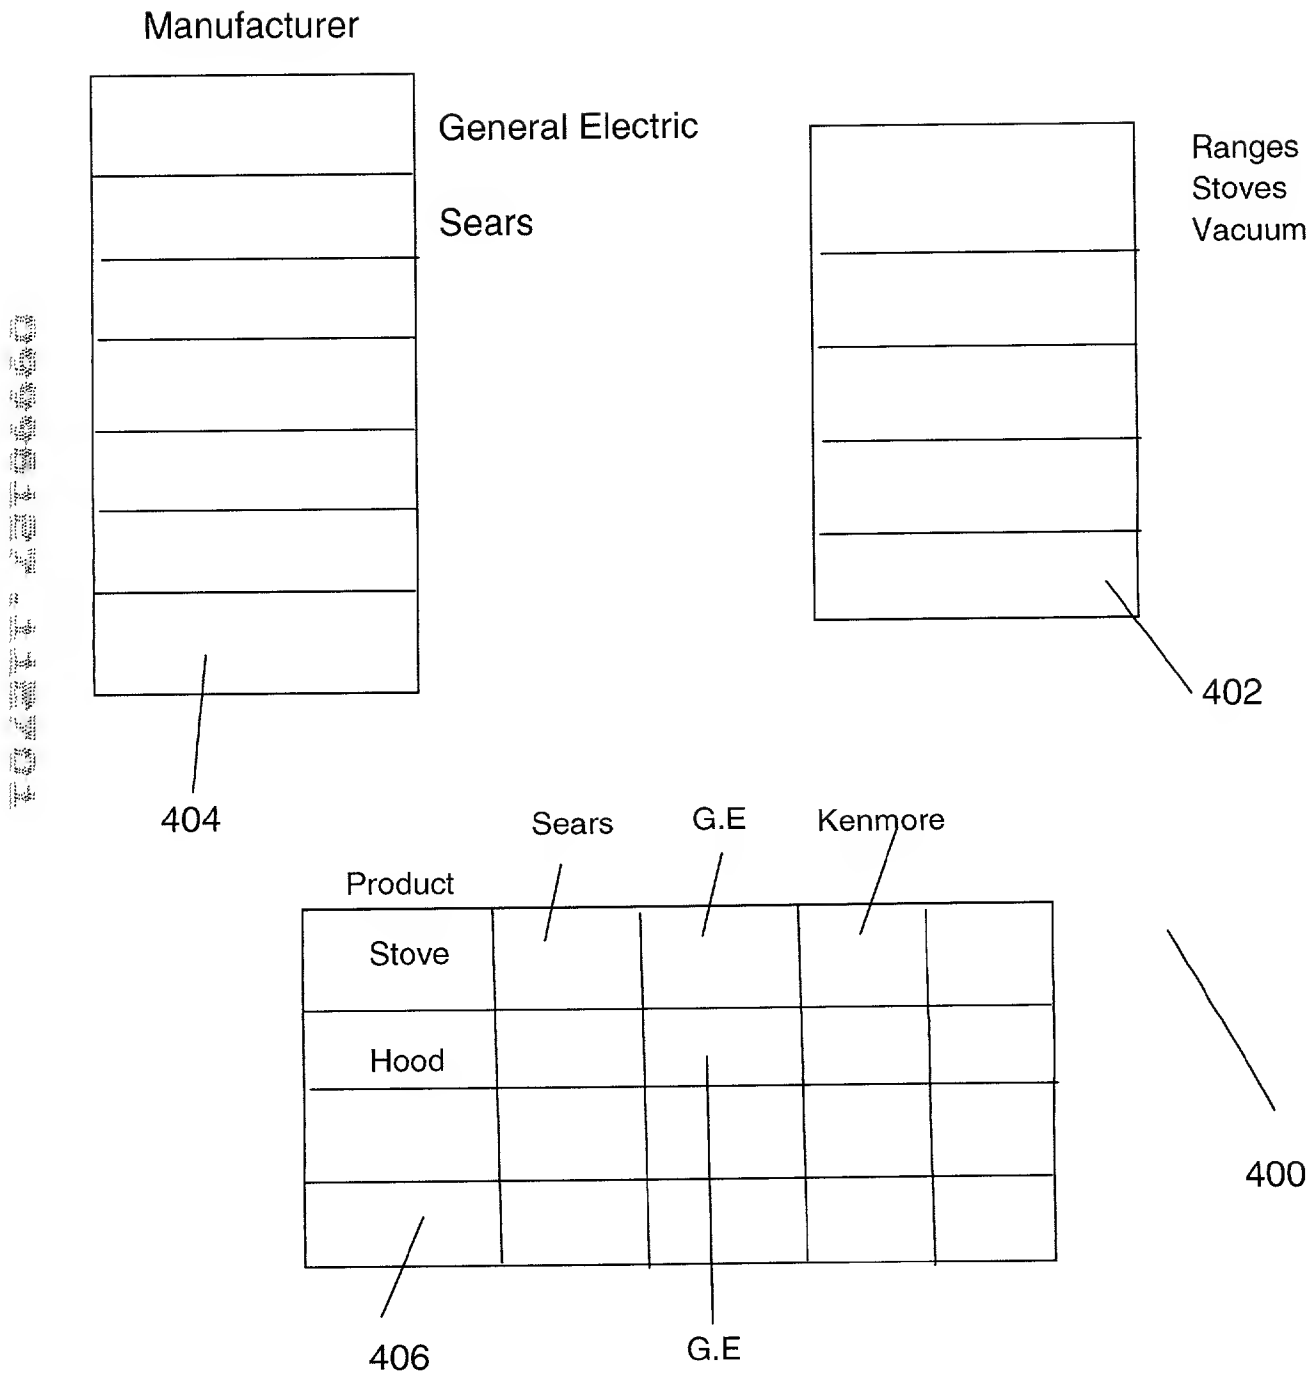 Manufacturer
General Electric
Sears
Ranges
Stoves
Vacuum
402
404
Sears
G.E
Kenmore
Product
Stove
Hood
400
406
G.E